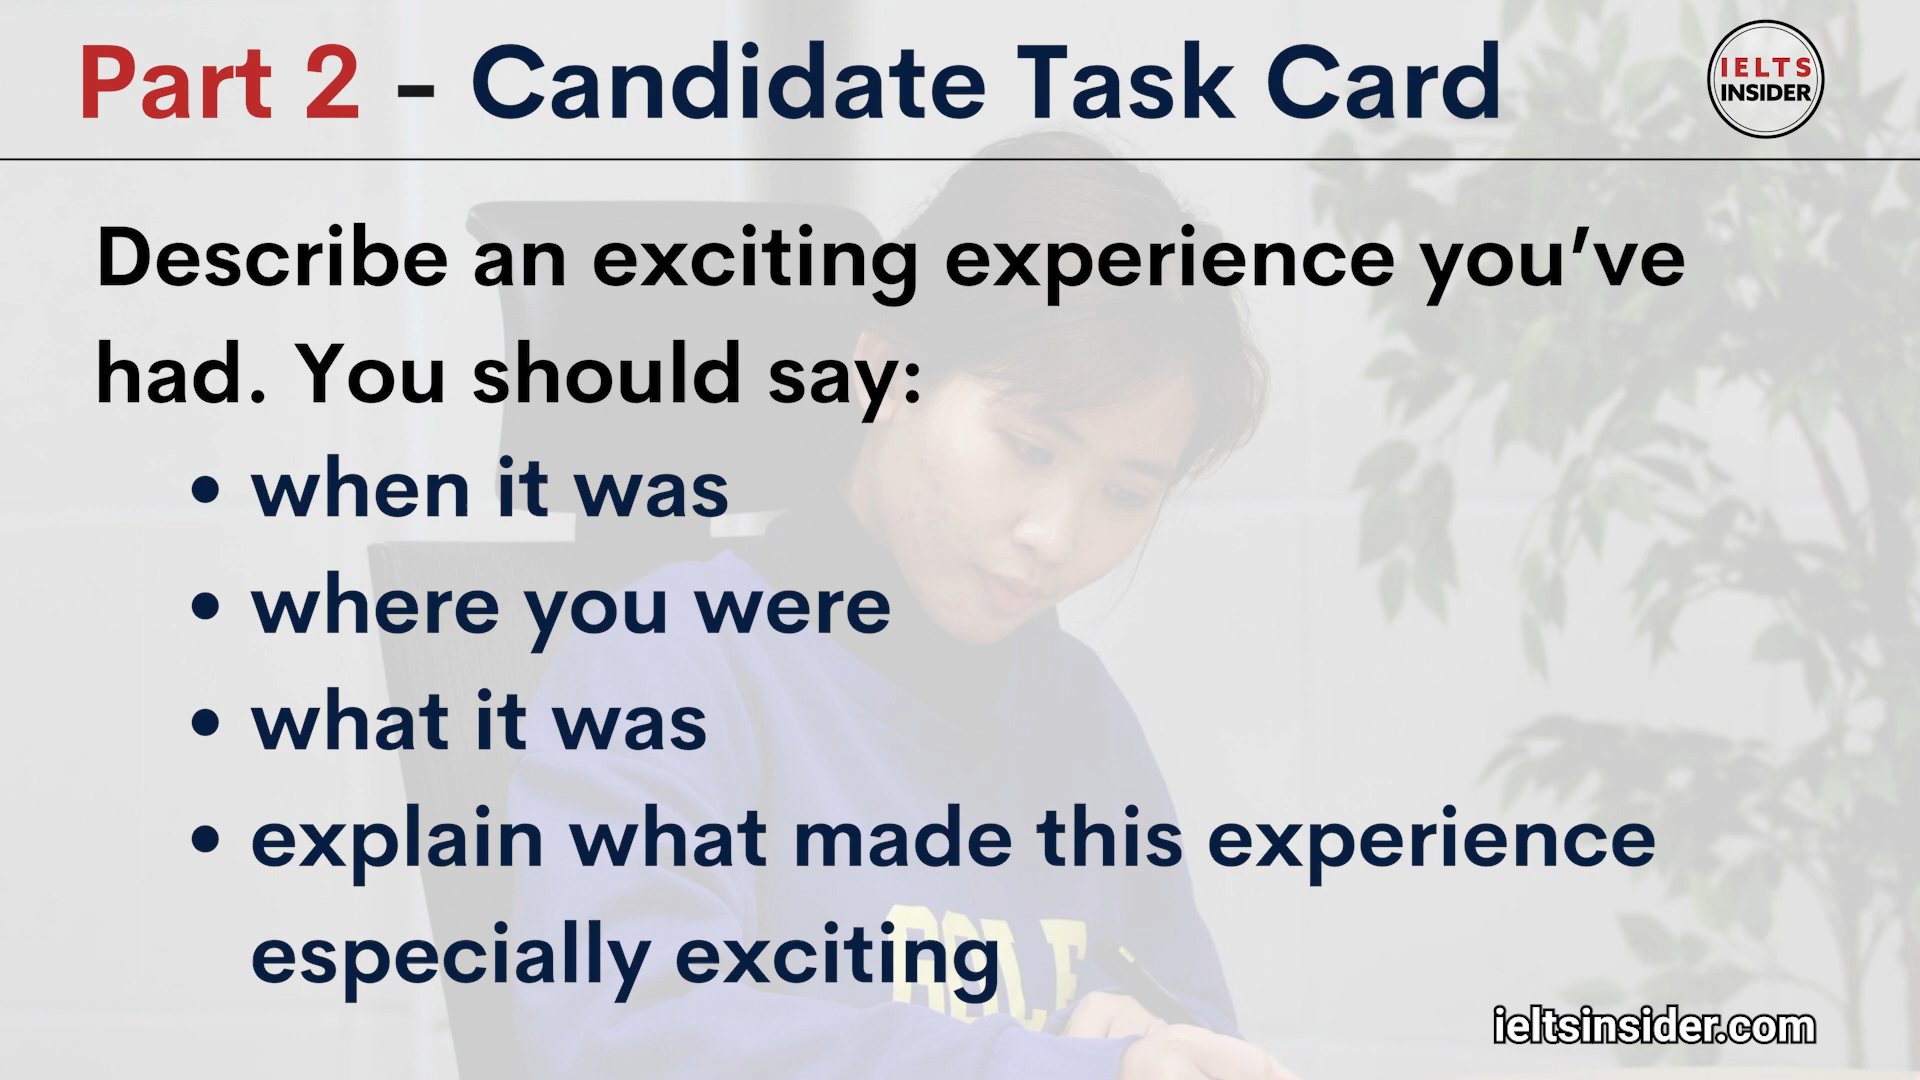 Part 2 - Candidate Task Card
IELTS
INSIDER
Describe an exciting experience you've
had. You should say:
• when it was
• where you were
• what it was
• explain what made this experience
especially exciting
ieltsinsider.com